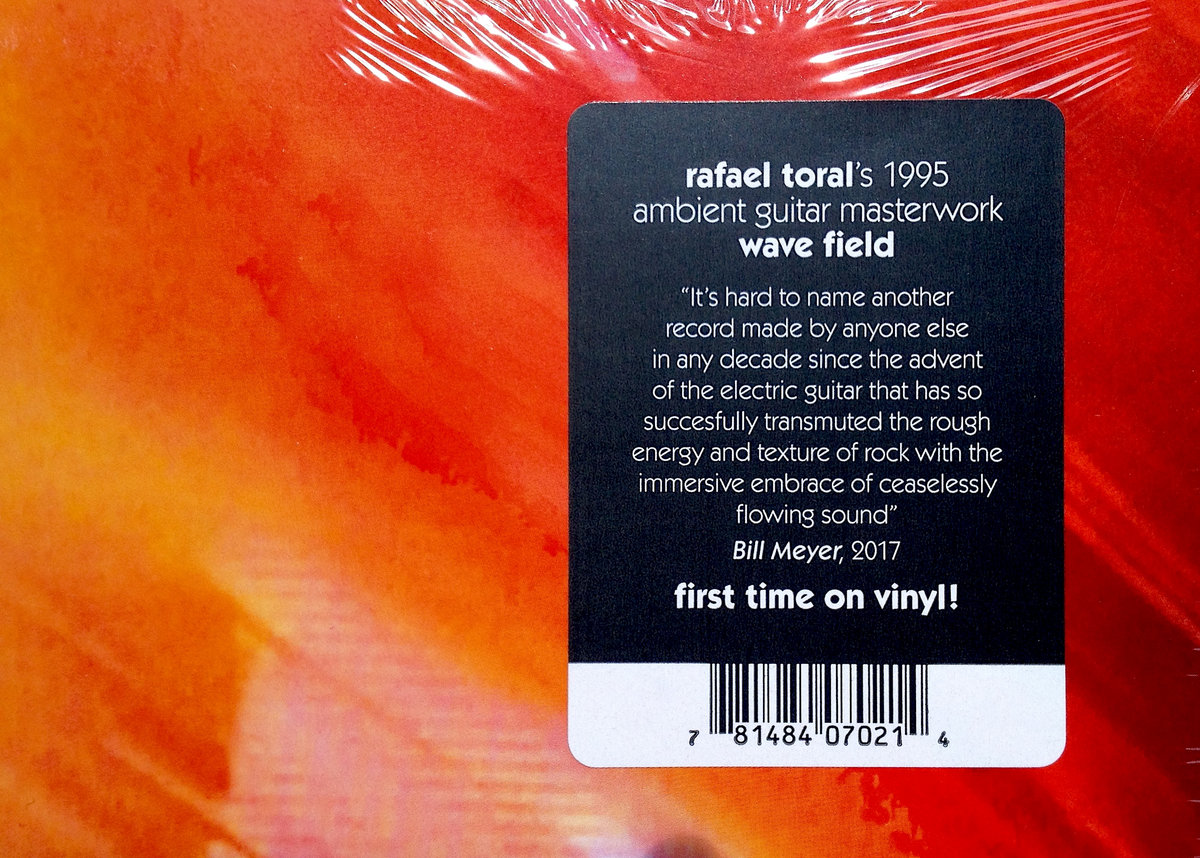 rafael toral's 1995
ambient guitar masterwork
wave field
“It's hard to name another
record made by anyone else
in any decade since the advent
of the electric guitar that has so
succesfully transmuted the rough
energy and texture of rock with the
immersive embrace of ceaselessly
flowing sound”
Bill Meyer, 2017
first time on vinyl!
7 81484 07021 4